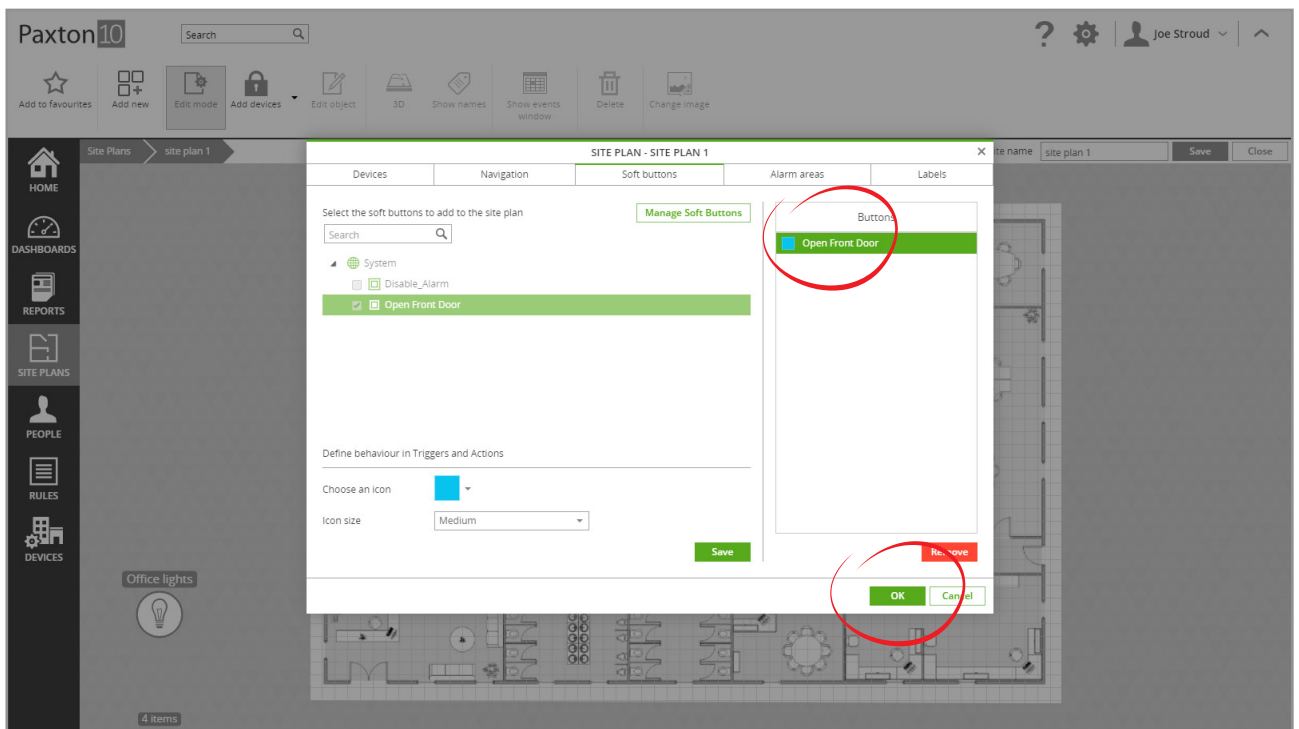 Paxton10
Search
Joe Stroud
Add to favourites
Add new
Edit mode
Add devices
Edit object
3D
Show names
Show events window
Delete
Change image
Site Plans
site plan 1
SITE PLAN - SITE PLAN 1
ite name
site plan 1
Save
Close
HOME
DASHBOARDS
REPORTS
SITE PLANS
PEOPLE
RULES
DEVICES
Devices
Navigation
Soft buttons
Alarm areas
Labels
Select the soft buttons to add to the site plan
Manage Soft Buttons
Search
System
Disable_Alarm
Open Front Door
Buttons
Open Front Door
Define behaviour in Triggers and Actions
Choose an icon
Icon size
Medium
Save
Remove
OK
Cancel
Office lights
4 items